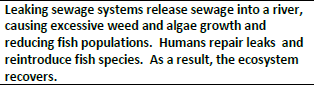 Leaking sewage systems release sewage into a river,
causing excessive weed and algae growth and
reducing fish populations.  Humans repair leaks  and
reintroduce fish species.  As a result, the ecosystem
recovers.